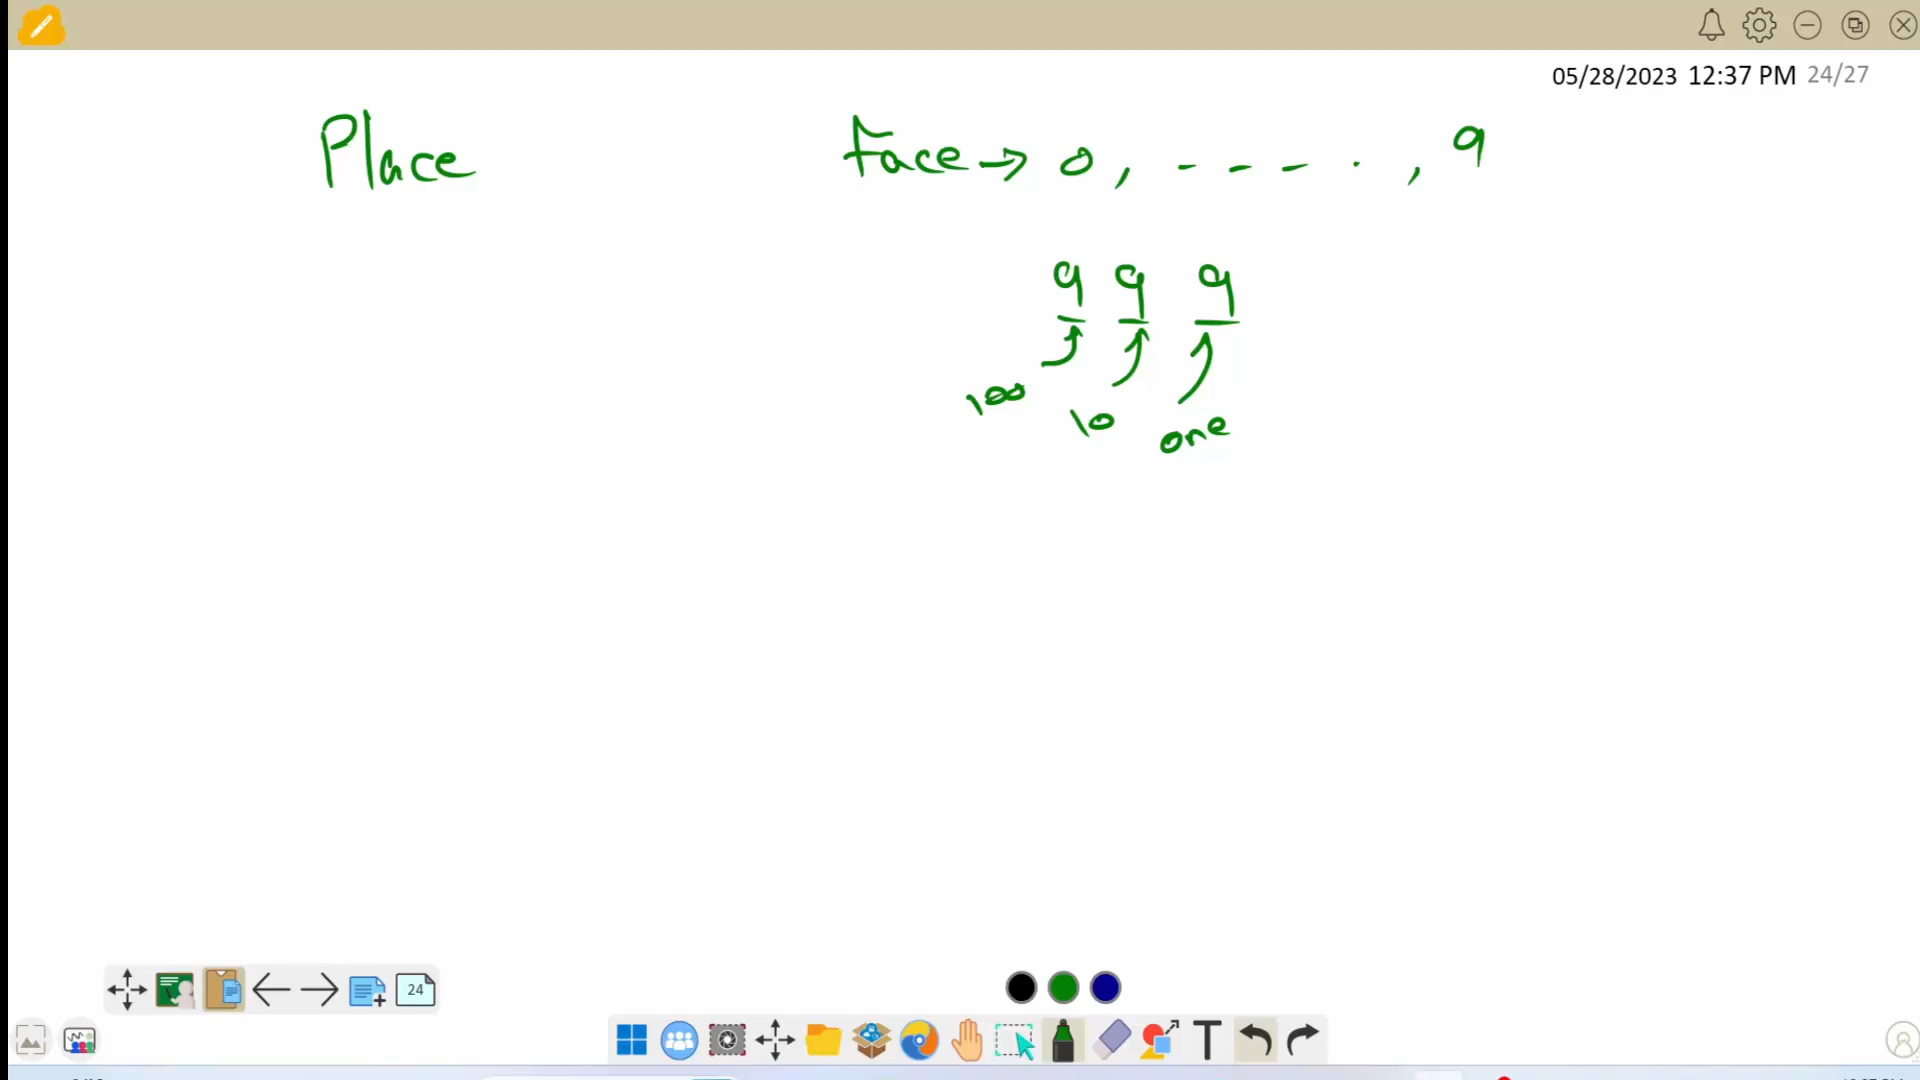 05/28/2023 12:37 PM 24/27
Place Face → 0, - - - . , 9
9 9 9
100 10 one
24